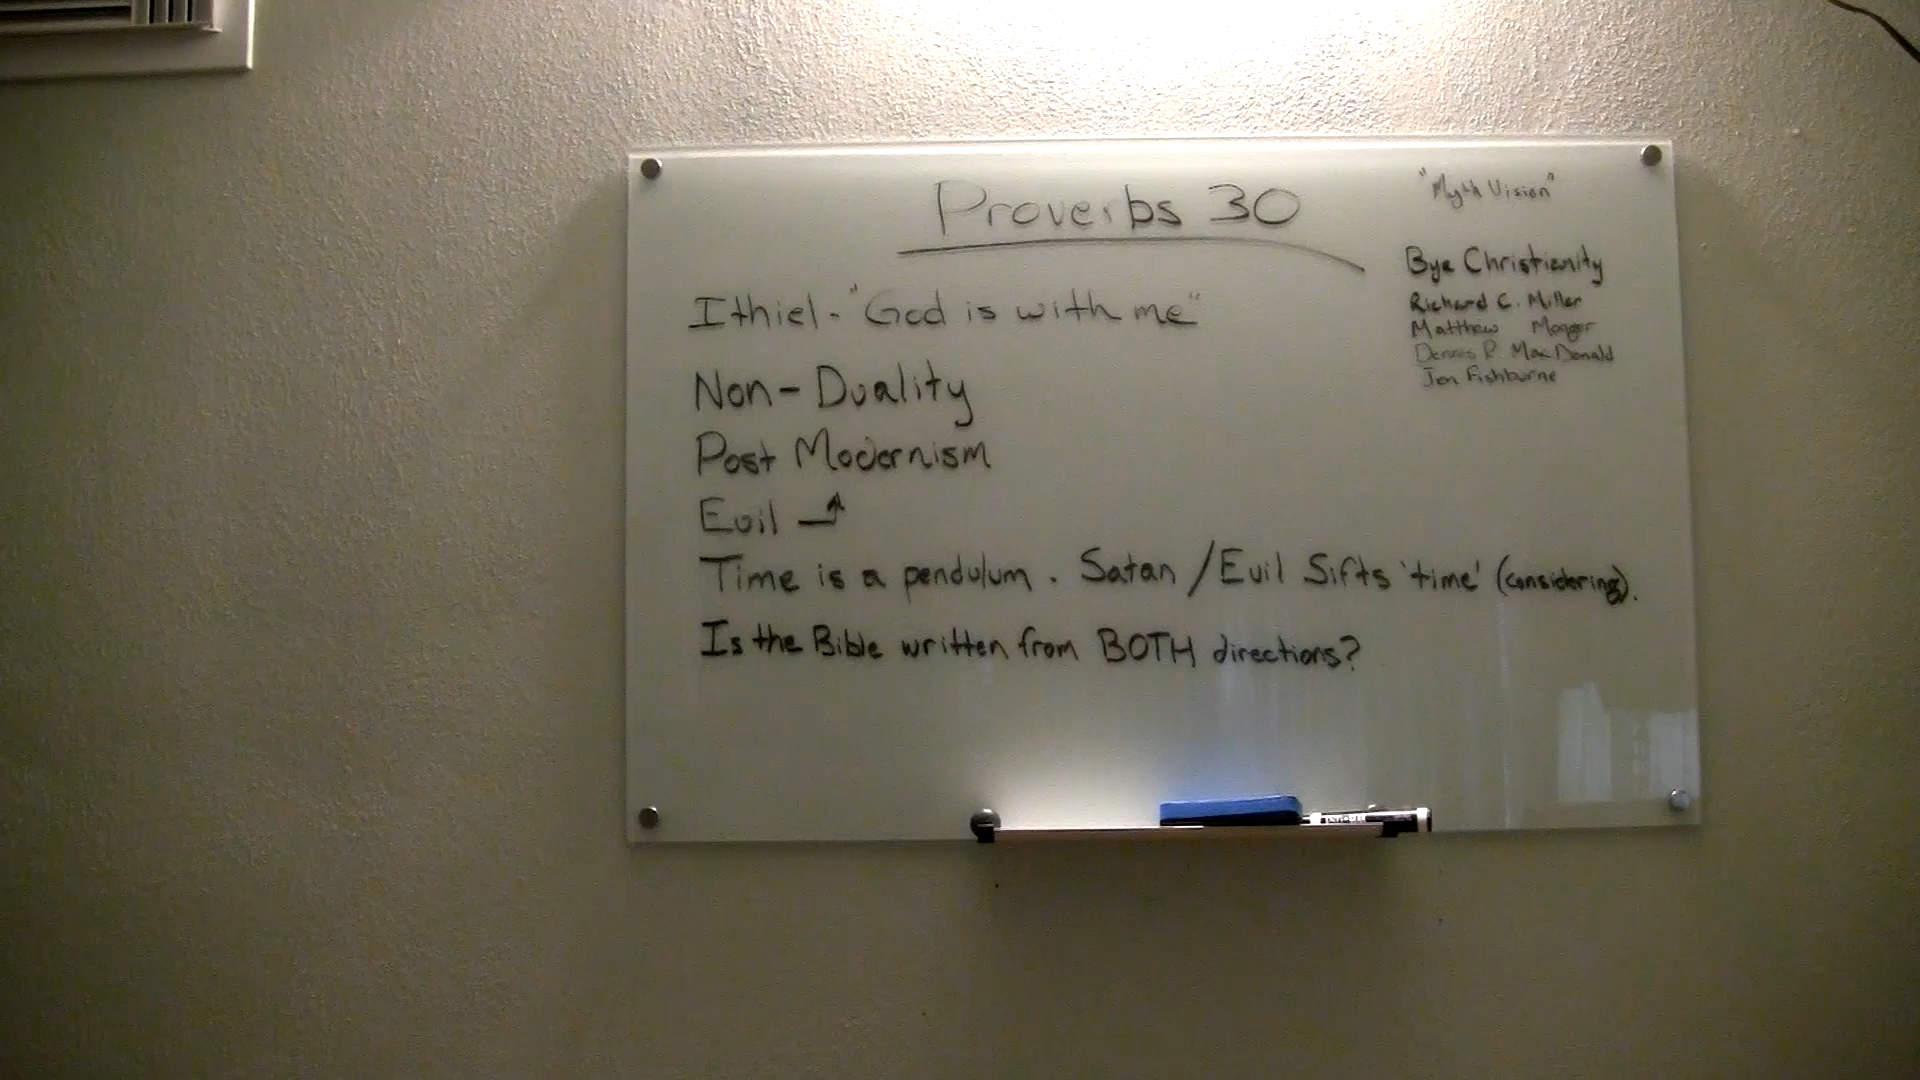 Proverbs 30
Ithiel - "God is with me"
Non-Duality
Post Modernism
Evil
Time is a pendulum. Satan / Evil Sifts 'time' (considering).
Is the Bible written from BOTH directions?
"Myth Vision"
Bye Christianity
Richard C. Miller
Matthew Monger
Dennis R. MacDonald
Jon Fishburne